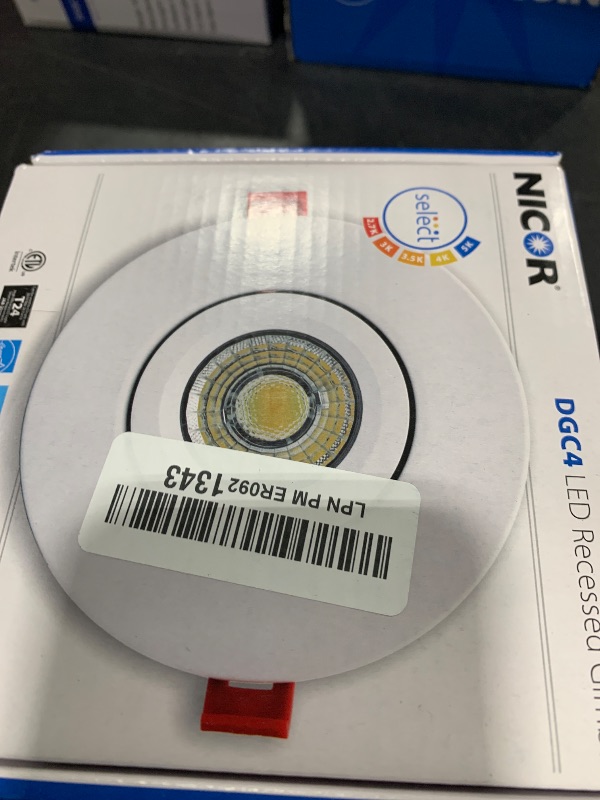 NICOR
DGC4 LED Recessed
select
2.7K
3K
3.5K
4K
5K
T24
LPN PM ER0921343